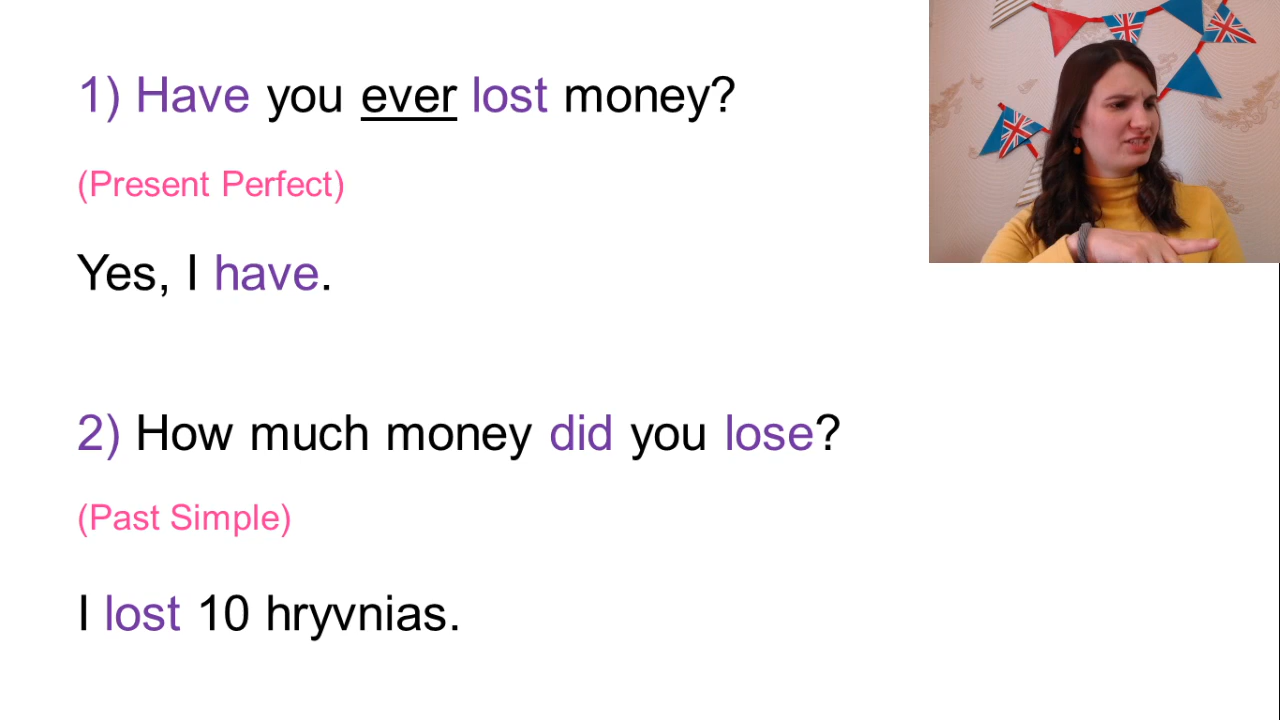 1) Have you ever lost money?
(Present Perfect)
Yes, I have.
2) How much money did you lose?
(Past Simple)
I lost 10 hryvnias.